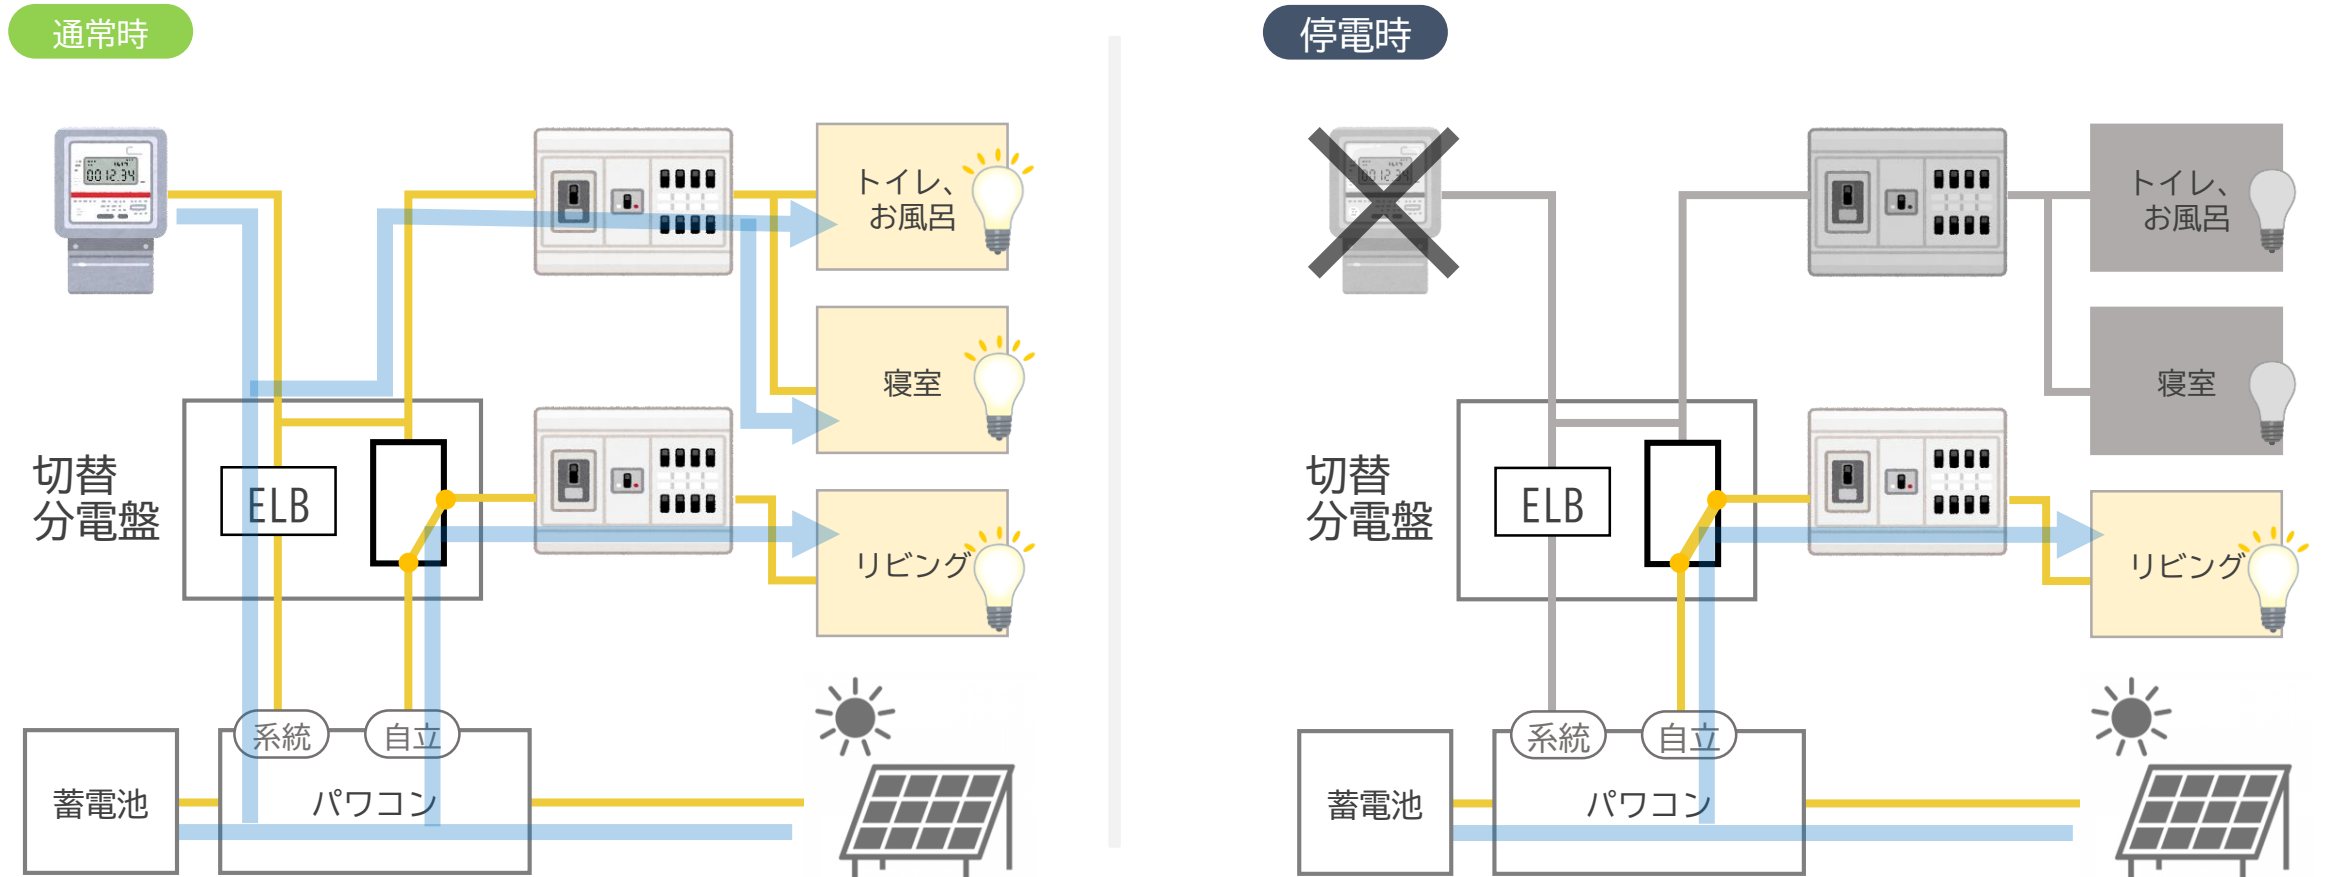 通常時
トイレ、
お風呂
寝室
切替
分電盤
ELB
リビング
系統
自立
蓄電池
パワコン
停電時
トイレ、
お風呂
寝室
切替
分電盤
ELB
リビング
系統
自立
蓄電池
パワコン